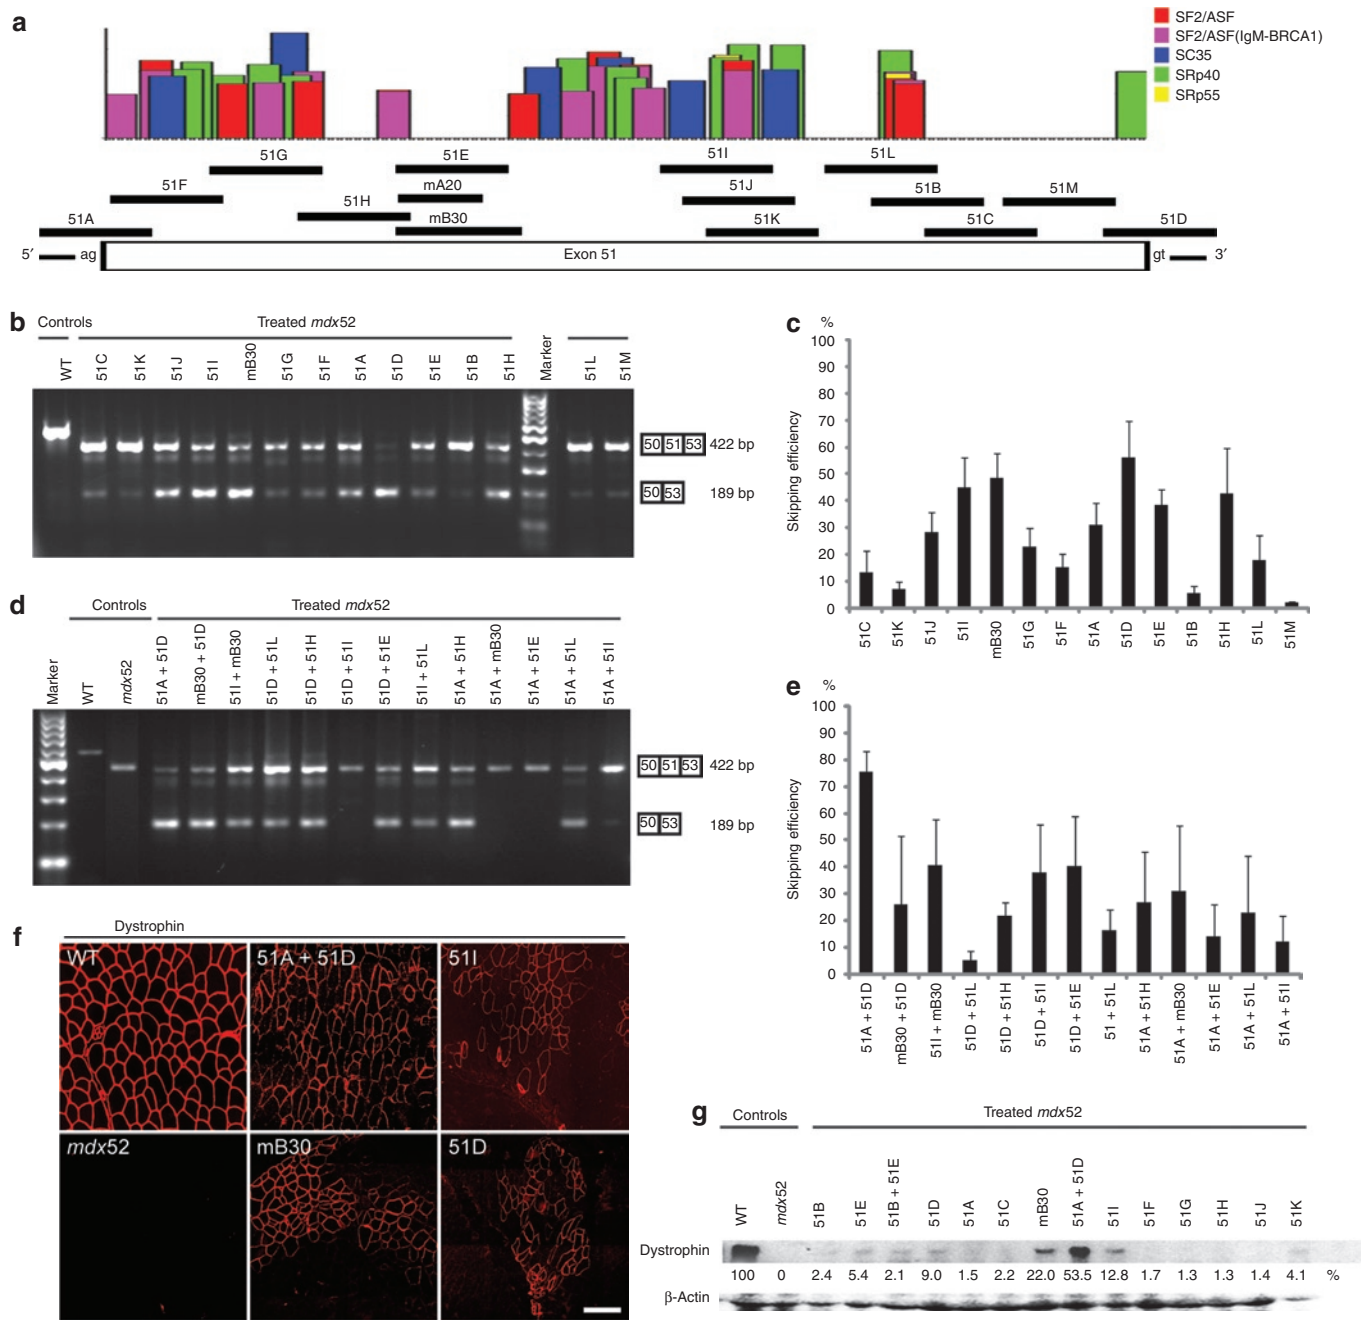 a
SF2/ASF
SF2/ASF(IgM-BRCA1)
SC35
SRp40
SRp55
51G
51E
51I
51L
51F
mA20
51J
51B
51M
51H
51A
mB30
51K
51C
51D
5′
ag
Exon 51
gt
3′
b
Controls
Treated mdx52
WT
51C
51K
51J
51I
mB30
51G
51F
51A
51D
51E
51B
51H
Marker
51L
51M
50 51 53 422 bp
50 53 189 bp
c
%
Skipping efficiency
100
90
80
70
60
50
40
30
20
10
0
51C
51K
51J
51I
mB30
51G
51F
51A
51D
51E
51B
51H
51L
51M
d
Controls
Treated mdx52
Marker
WT
mdx52
51A + 51D
mB30 + 51D
51I + mB30
51D + 51L
51D + 51H
51D + 51I
51D + 51E
51I + 51L
51A + 51H
51A + mB30
51A + 51E
51A + 51L
51A + 51I
50 51 53 422 bp
50 53 189 bp
e
%
Skipping efficiency
100
90
80
70
60
50
40
30
20
10
0
51A + 51D
mB30 + 51D
51I + mB30
51D + 51L
51D + 51H
51D + 51I
51D + 51E
51 + 51L
51A + 51H
51A + mB30
51A + 51E
51A + 51L
51A + 51I
f
Dystrophin
WT
51A + 51D
51I
mdx52
mB30
51D
g
Controls
Treated mdx52
WT
mdx52
51B
51E
51B + 51E
51D
51A
51C
mB30
51A + 51D
51I
51F
51G
51H
51J
51K
Dystrophin
100 0 2.4 5.4 2.1 9.0 1.5 2.2 22.0 53.5 12.8 1.7 1.3 1.3 1.4 4.1 %
β-Actin